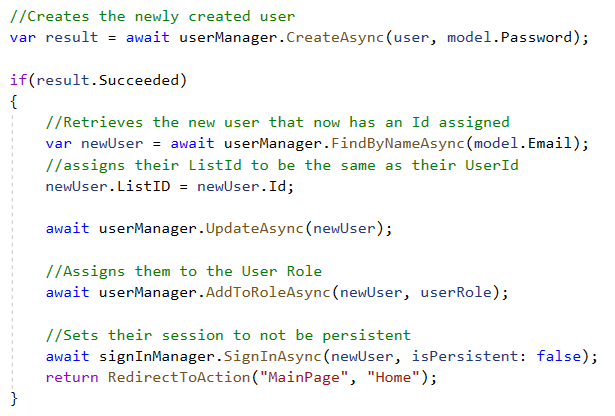 //Creates the newly created user
var result = await userManager.CreateAsync(user, model.Password);
if(result.Succeeded)
{
//Retrieves the new user that now has an Id assigned
var newUser = await userManager.FindByNameAsync(model.Email);
//assigns their ListId to be the same as their UserId
newUser.ListID = newUser.Id;
await userManager.UpdateAsync(newUser);
//Assigns them to the User Role
await userManager.AddToRoleAsync(newUser, userRole);
//Sets their session to not be persistent
await signInManager.SignInAsync(newUser, isPersistent: false);
return RedirectToAction("MainPage", "Home");
}